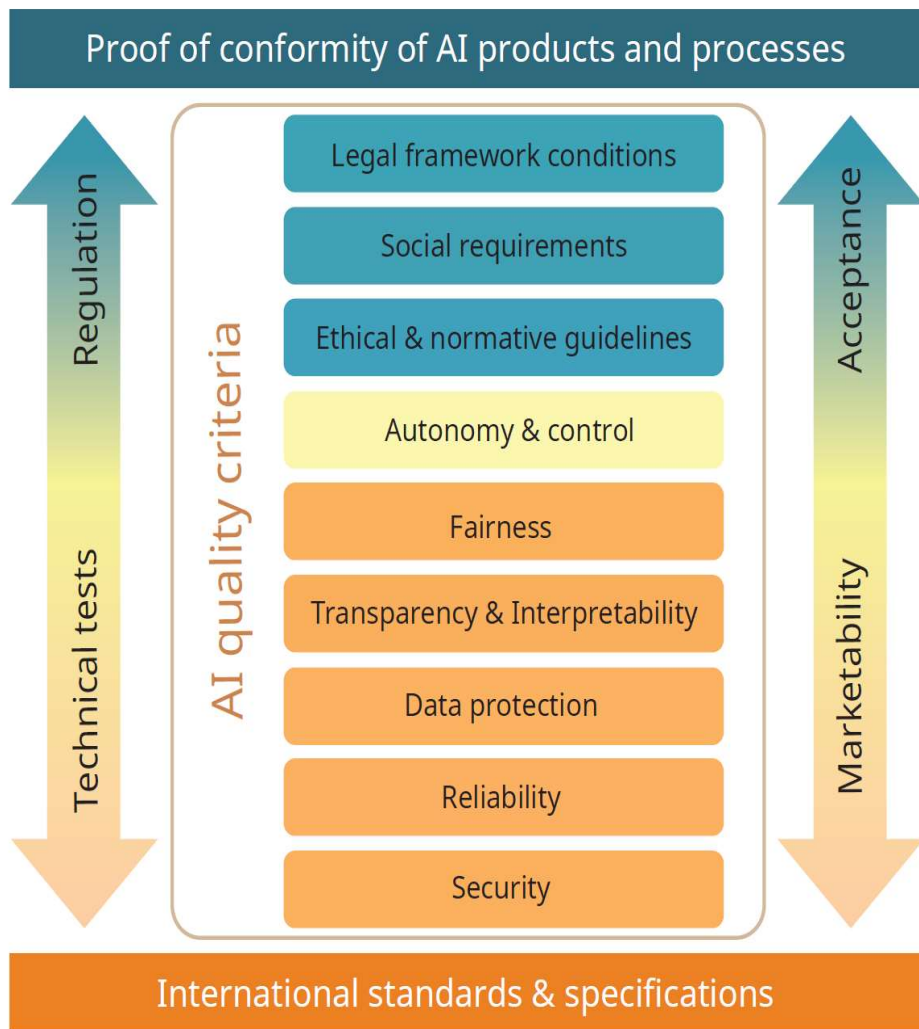 Proof of conformity of AI products and processes
Regulation
Technical tests
AI quality criteria
Legal framework conditions
Social requirements
Ethical & normative guidelines
Autonomy & control
Fairness
Transparency & Interpretability
Data protection
Reliability
Security
Acceptance
Marketability
International standards & specifications